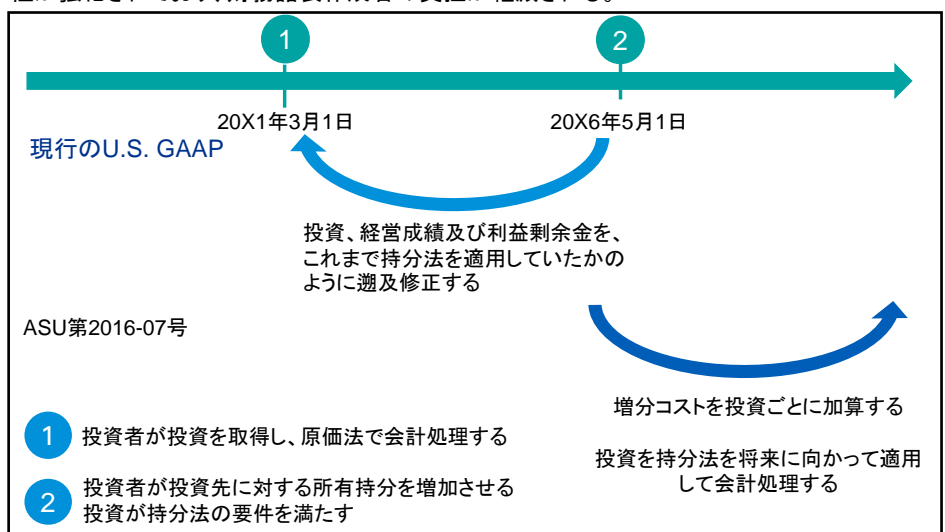 1
2
20X1年3月1日
20X6年5月1日
現行のU.S. GAAP
投資、経営成績及び利益剰余金を、
これまで持分法を適用していたかの
ように遡及修正する
ASU第2016-07号
増分コストを投資ごとに加算する
投資を持分法を将来に向かって適用
して会計処理する
1 投資者が投資を取得し、原価法で会計処理する
2 投資者が投資先に対する所有持分を増加させる
投資が持分法の要件を満たす